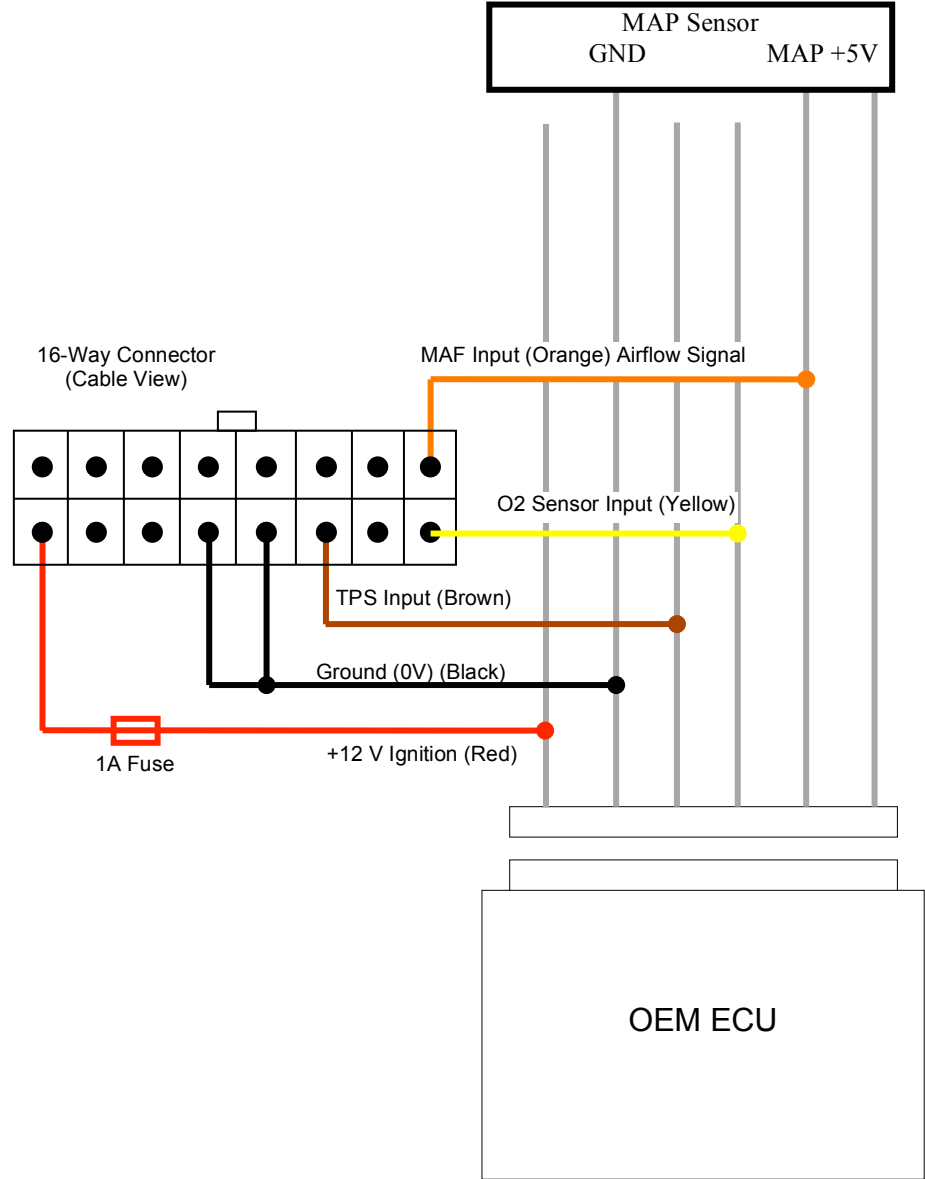 MAP Sensor
GND MAP +5V
16-Way Connector
(Cable View)
MAF Input (Orange) Airflow Signal
O2 Sensor Input (Yellow)
TPS Input (Brown)
Ground (0V) (Black)
+12 V Ignition (Red)
1A Fuse
OEM ECU